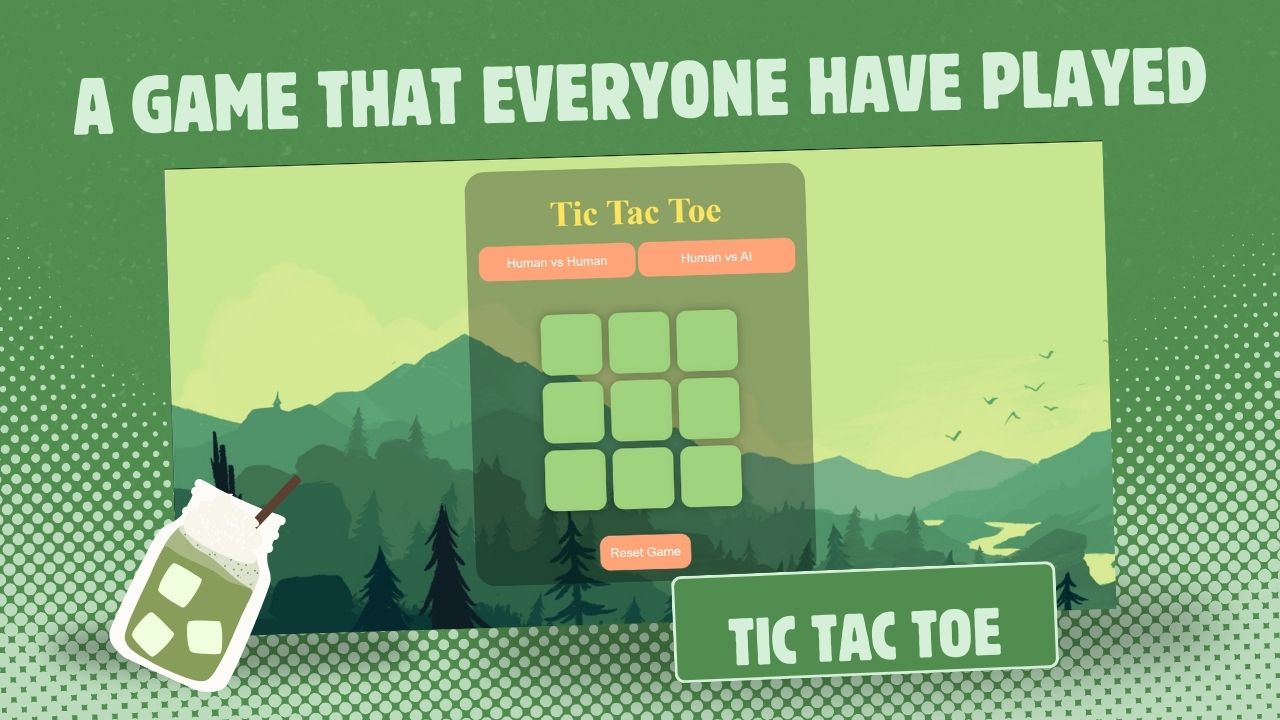 A GAME THAT EVERYONE HAVE PLAYED
Tic Tac Toe
Human vs Human
Human vs AI
Reset Game
TIC TAC TOE